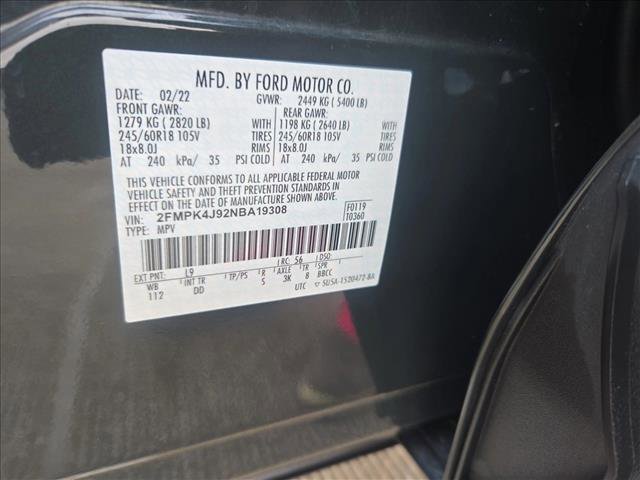 MFD. BY FORD MOTOR CO.
DATE: 02/22 GVWR: 2449 KG ( 5400 LB)
FRONT GAWR: REAR GAWR:
1279 KG ( 2820 LB) WITH 1198 KG ( 2640 LB) WITH
245/60R18 105V TIRES 245/60R18 105V TIRES
18x8.0J RIMS 18x8.0J RIMS
AT 240 kPa/ 35 PSI COLD AT 240 kPa/ 35 PSI COLD
THIS VEHICLE CONFORMS TO ALL APPLICABLE FEDERAL MOTOR
VEHICLE SAFETY AND THEFT PREVENTION STANDARDS IN
EFFECT ON THE DATE OF MANUFACTURE SHOWN ABOVE.
VIN: 2FMPK4J92NBA19308 F0119
TYPE: MPV T0360
EXT PNT: L9 RC: 56 DSO:
WB INT TR TP/PS R AXLE TR SPR
112 DD S 3K 8 BBCC
UTC 5U5A-1520472-BA